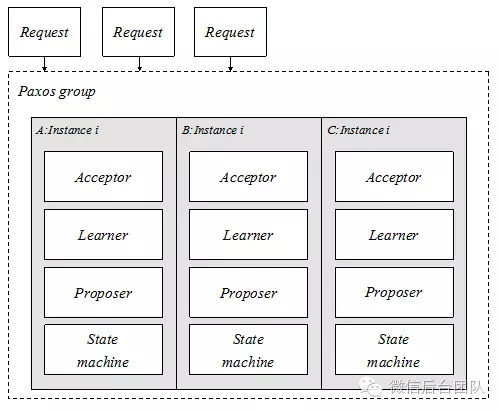 Request Request Request
Paxos group
A:Instance i B:Instance i C:Instance i
Acceptor Acceptor Acceptor
Learner Learner Learner
Proposer Proposer Proposer
State State State
machine machine machine
微信后台团队